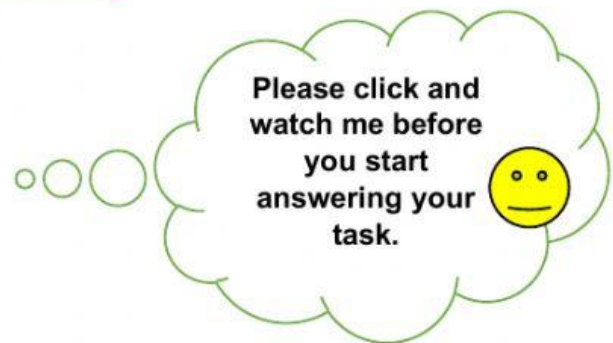 Please click and
watch me before
you start
answering your
task.